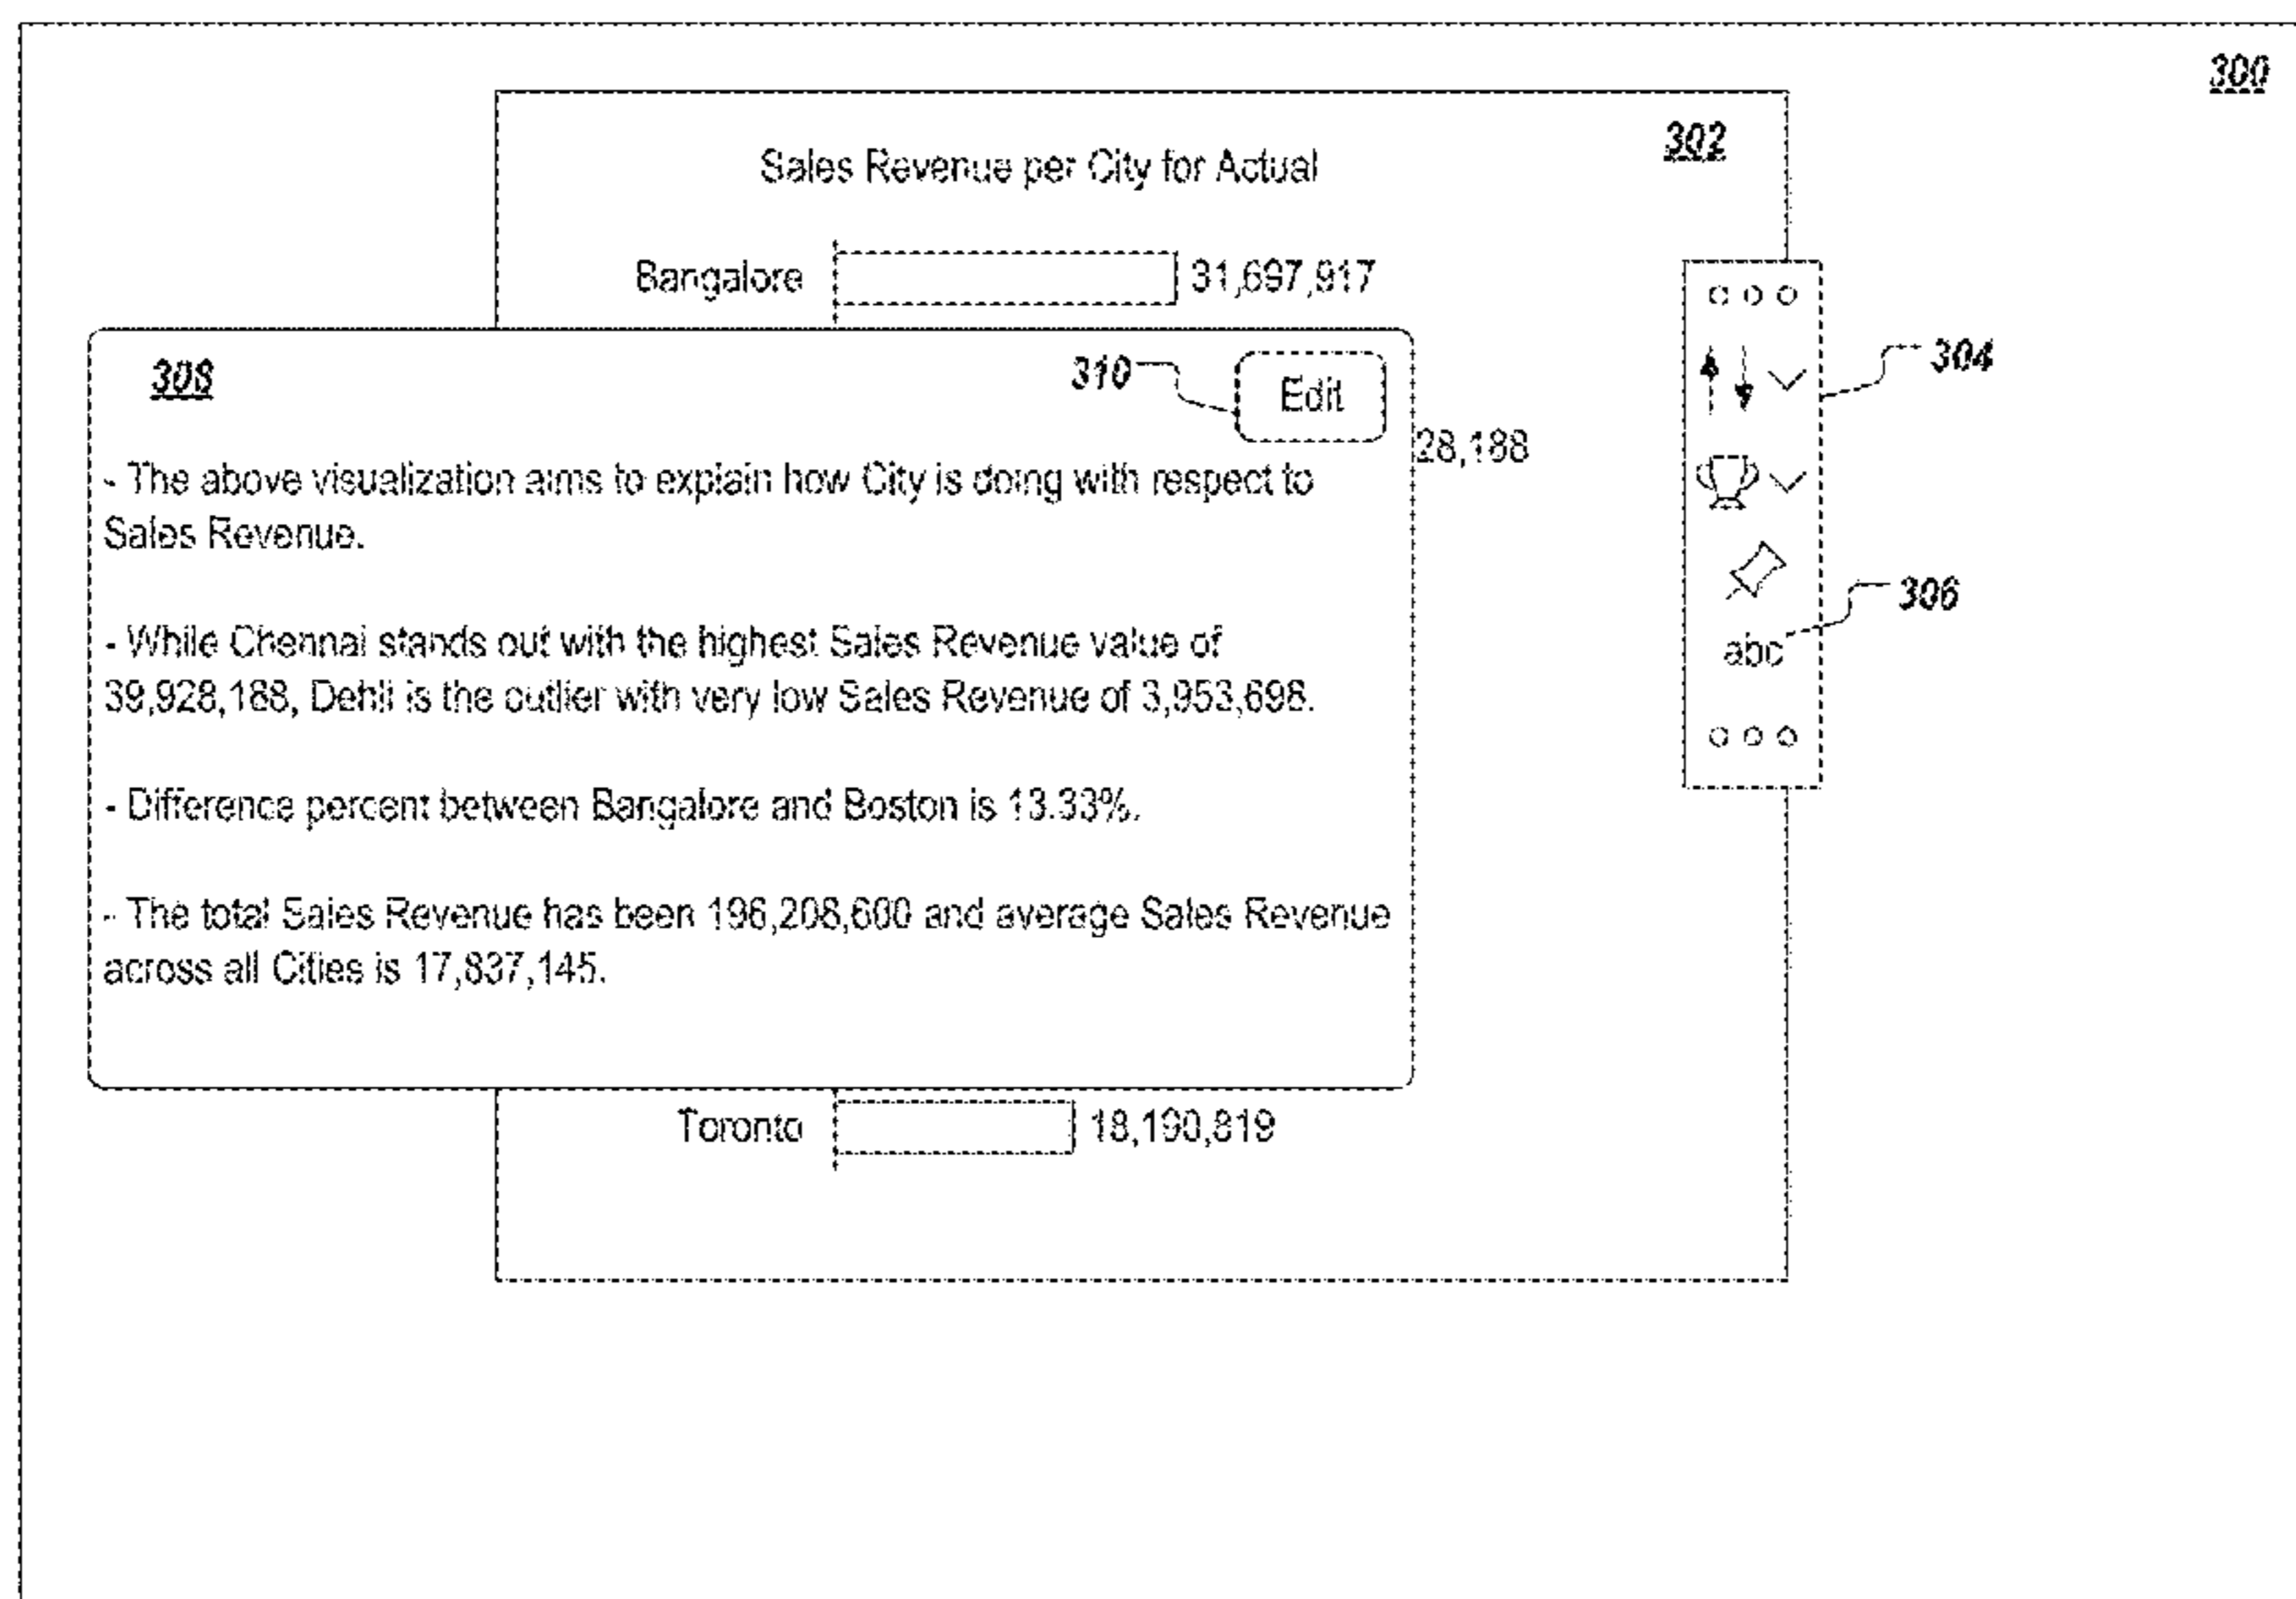 300
302
Sales Revenue per City for Actual
Bangalore 31,697,917
308
310
Edit
304
28,188
- The above visualization aims to explain how City is doing with respect to
Sales Revenue.
306
abc
- While Chennai stands out with the highest Sales Revenue value of
39,928,188, Dehli is the outlier with very low Sales Revenue of 3,953,698.
- Difference percent between Bangalore and Boston is 13.33%.
- The total Sales Revenue has been 196,208,600 and average Sales Revenue
across all Cities is 17,837,145.
Toronto 18,190,819